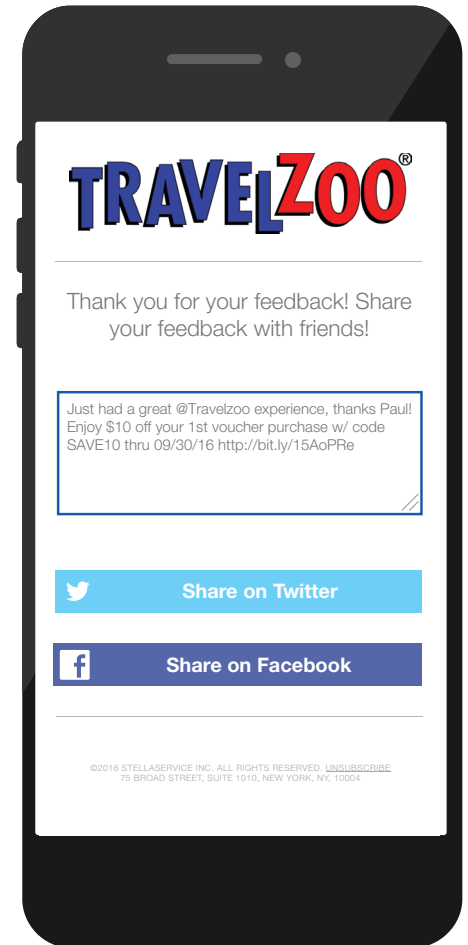 TRAVELZOO®
Thank you for your feedback! Share
your feedback with friends!
Just had a great @Travelzoo experience, thanks Paul!
Enjoy $10 off your 1st voucher purchase w/ code
SAVE10 thru 09/30/16 http://bit.ly/15AoPRe
Share on Twitter
f Share on Facebook
©2016 STELLASERVICE INC. ALL RIGHTS RESERVED. UNSUBSCRIBE
75 BROAD STREET, SUITE 1010, NEW YORK, NY, 10004